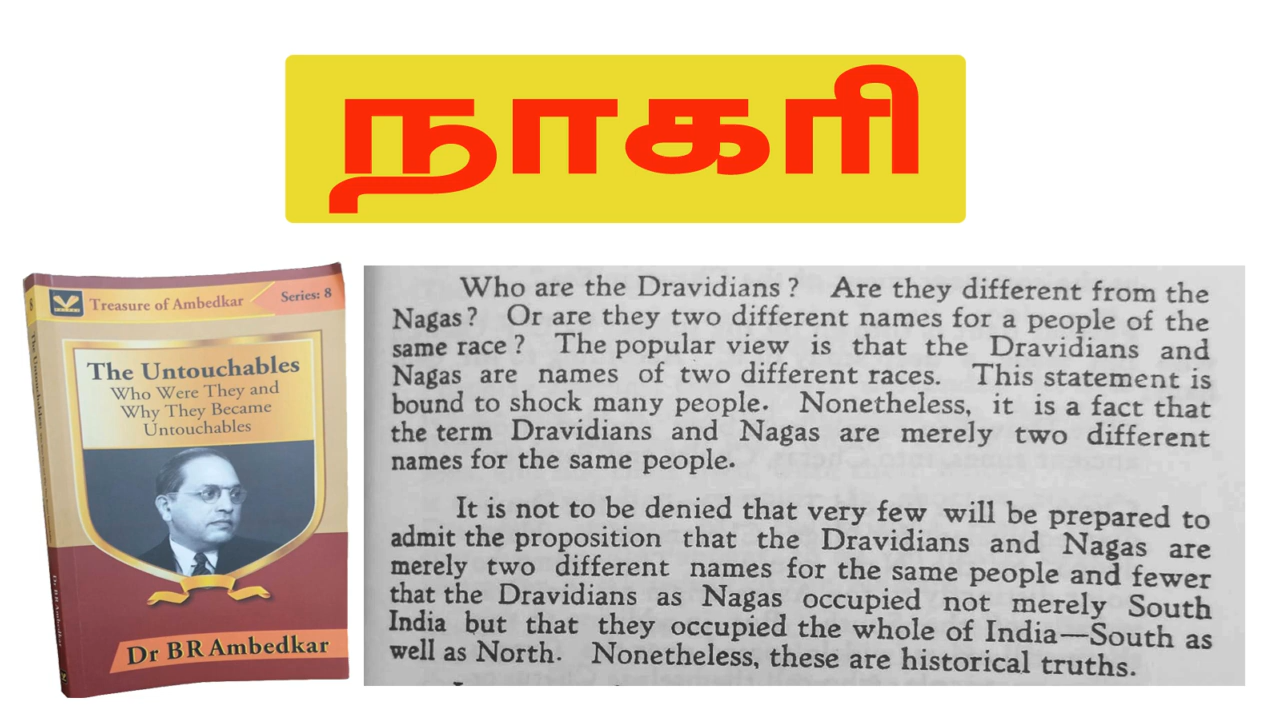 நாகரி
Treasure of Ambedkar
Series: 8
The Untouchables
Who Were They and
Why They Became
Untouchables
Dr BR Ambedkar
Who are the Dravidians ? Are they different from the
Nagas ? Or are they two different names for a people of the
same race ? The popular view is that the Dravidians and
Nagas are names of two different races. This statement is
bound to shock many people. Nonetheless, it is a fact that
the term Dravidians and Nagas are merely two different
names for the same people.
It is not to be denied that very few will be prepared to
admit the proposition that the Dravidians and Nagas are
merely two different names for the same people and fewer
that the Dravidians as Nagas occupied not merely South
India but that they occupied the whole of India—South as
well as North. Nonetheless, these are historical truths.